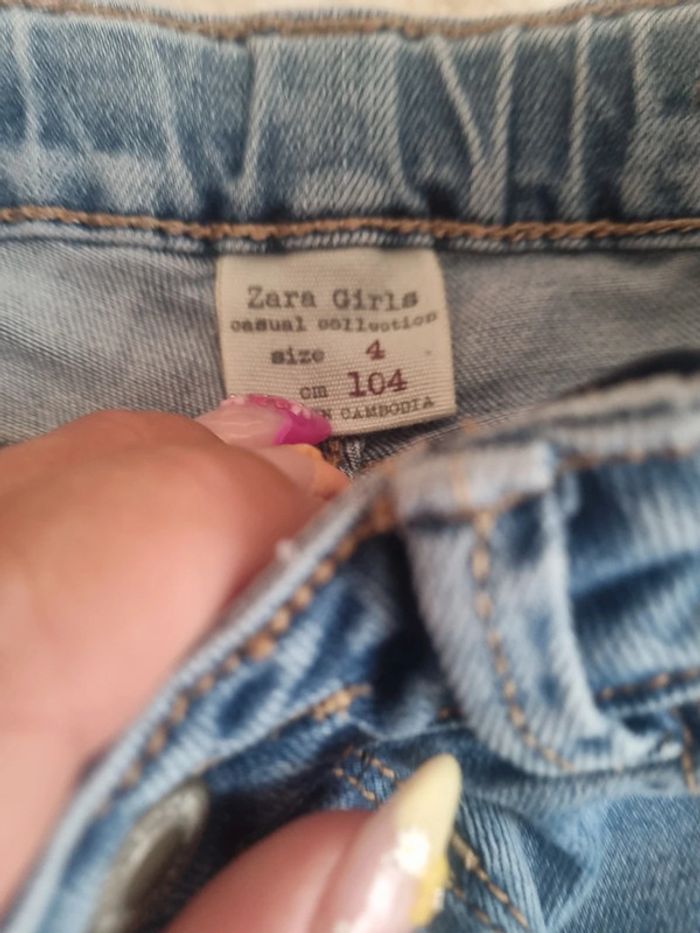 Zara Girls
casual collection
size 4
cm 104
N CAMBODIA